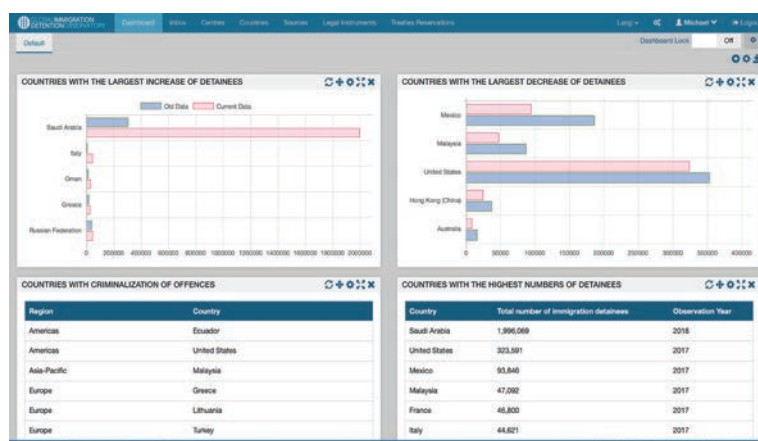 GLOBAL IMMIGRATION DETENTION OBSERVATORY
Dashboard Inbox Centres Countries Sources Legal Instruments Treaties Reservations
Lang Michael Logout
Default
Dashboard Lock Off
COUNTRIES WITH THE LARGEST INCREASE OF DETAINEES
Old Data Current Data
Saudi Arabia
Italy
Oman
Greece
Russian Federation
0 200000 400000 600000 800000 1000000 1200000 1400000 1600000 1800000 2000000
COUNTRIES WITH THE LARGEST DECREASE OF DETAINEES
Mexico
Malaysia
United States
Hong Kong (China)
Australia
0 50000 100000 150000 200000 250000 300000 350000 400000
COUNTRIES WITH CRIMINALIZATION OF OFFENCES
Region Country
Americas Ecuador
Americas United States
Asia-Pacific Malaysia
Europe Greece
Europe Lithuania
Europe Turkey
COUNTRIES WITH THE HIGHEST NUMBERS OF DETAINEES
Country Total number of immigration detainees Observation Year
Saudi Arabia 1,996,069 2018
United States 323,591 2017
Mexico 93,846 2017
Malaysia 47,092 2017
France 46,800 2017
Italy 44,621 2017